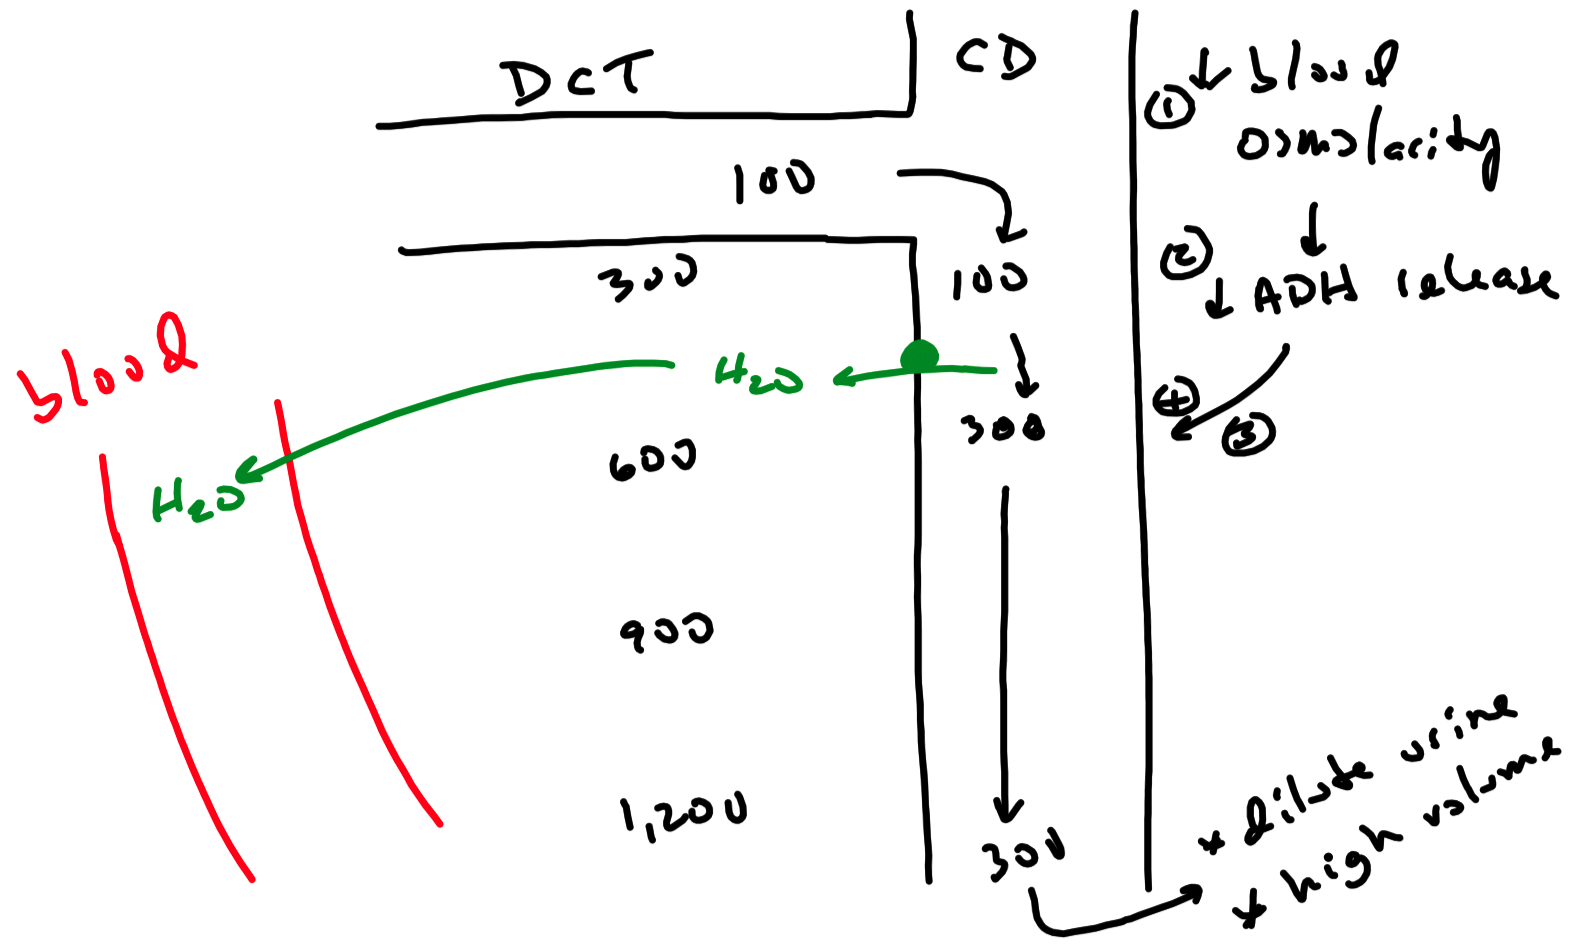 DCT
CD
① ↓ blood
osmolarity
↓
100
② ↓ ADH release
300
100
blood
H2O
H2O
300
④
③
600
900
1,200
300
* dilute urine
* high volume